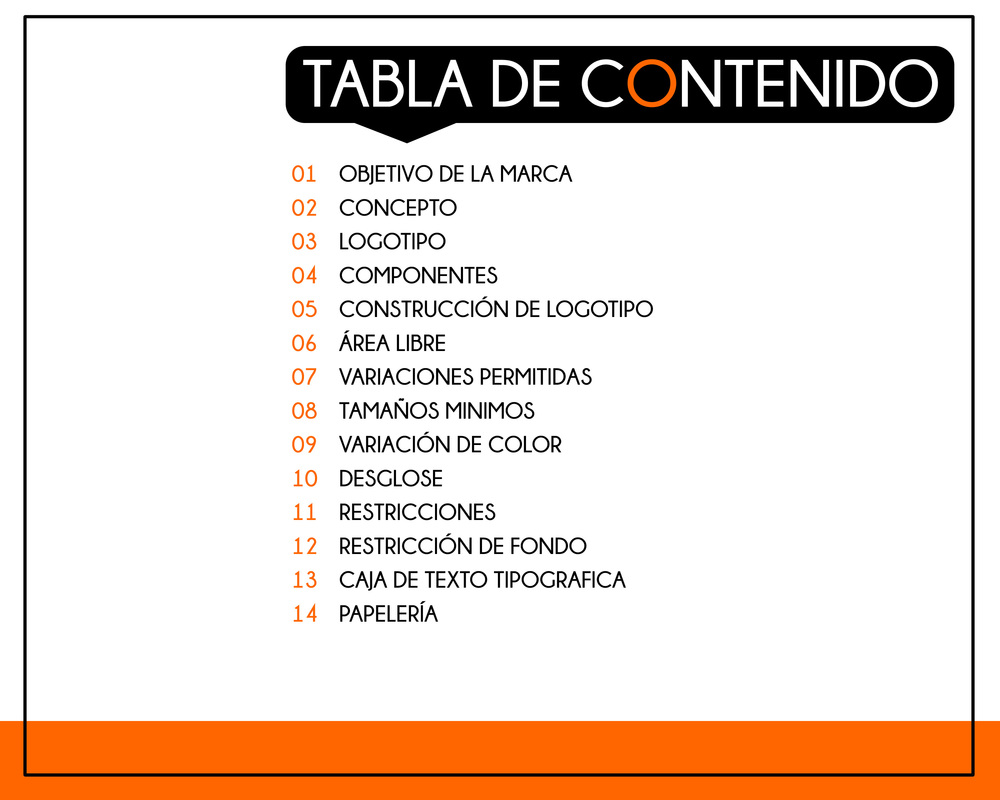 TABLA DE CONTENIDO
01 OBJETIVO DE LA MARCA
02 CONCEPTO
03 LOGOTIPO
04 COMPONENTES
05 CONSTRUCCIÓN DE LOGOTIPO
06 ÁREA LIBRE
07 VARIACIONES PERMITIDAS
08 TAMAÑOS MINIMOS
09 VARIACIÓN DE COLOR
10 DESGLOSE
11 RESTRICCIONES
12 RESTRICCIÓN DE FONDO
13 CAJA DE TEXTO TIPOGRAFICA
14 PAPELERÍA